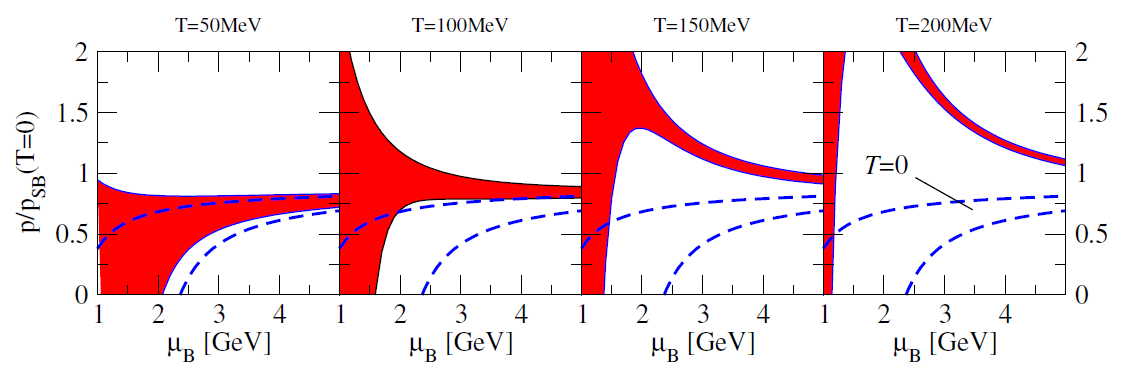 T=50MeV T=100MeV T=150MeV T=200MeV
2 2
1.5 1.5
T=0
1 1
0.5 0.5
0 0
p/p_SB(T=0)
1 2 3 4 1 2 3 4 1 2 3 4 1 2 3 4
μ_B [GeV] μ_B [GeV] μ_B [GeV] μ_B [GeV]